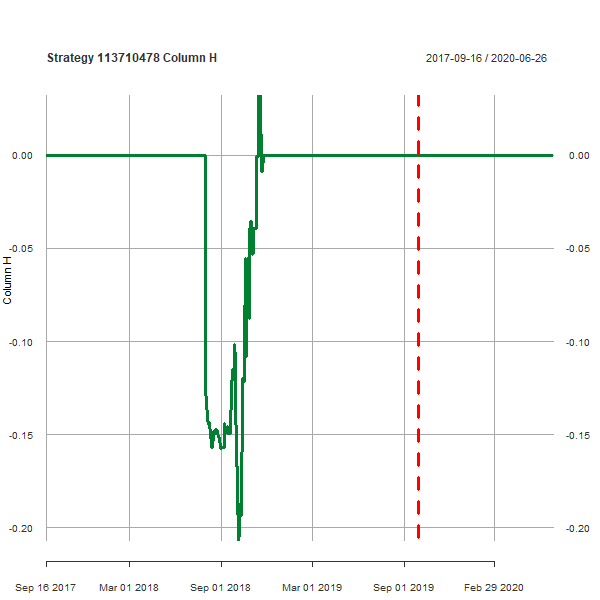 Strategy 113710478 Column H 2017-09-16 / 2020-06-26
0.00 0.00
-0.05 -0.05
Column H
-0.10 -0.10
-0.15 -0.15
-0.20 -0.20
Sep 16 2017 Mar 01 2018 Sep 01 2018 Mar 01 2019 Sep 01 2019 Feb 29 2020